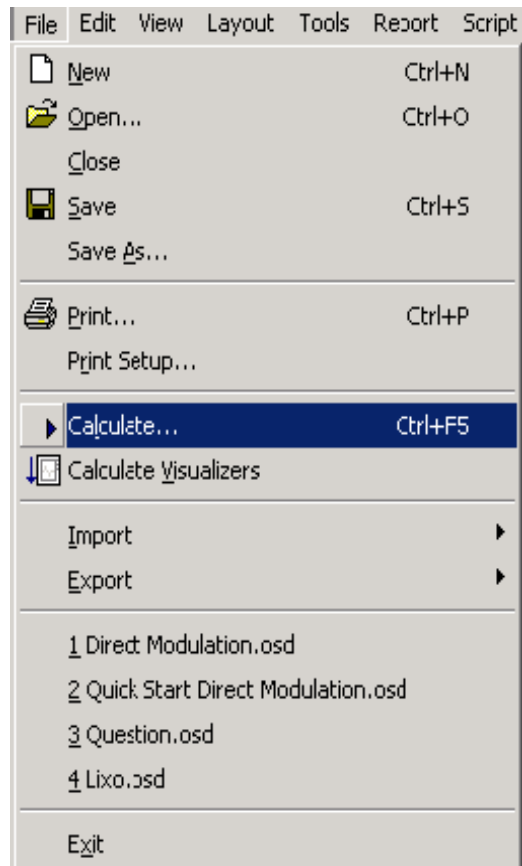 File Edit View Layout Tools Report Script
New Ctrl+N
Open... Ctrl+O
Close
Save Ctrl+S
Save As...
Print... Ctrl+P
Print Setup...
Calculate... Ctrl+F5
Calculate Visualizers
Import
Export
1 Direct Modulation.osd
2 Quick Start Direct Modulation.osd
3 Question.osd
4 Lixo.osd
Exit